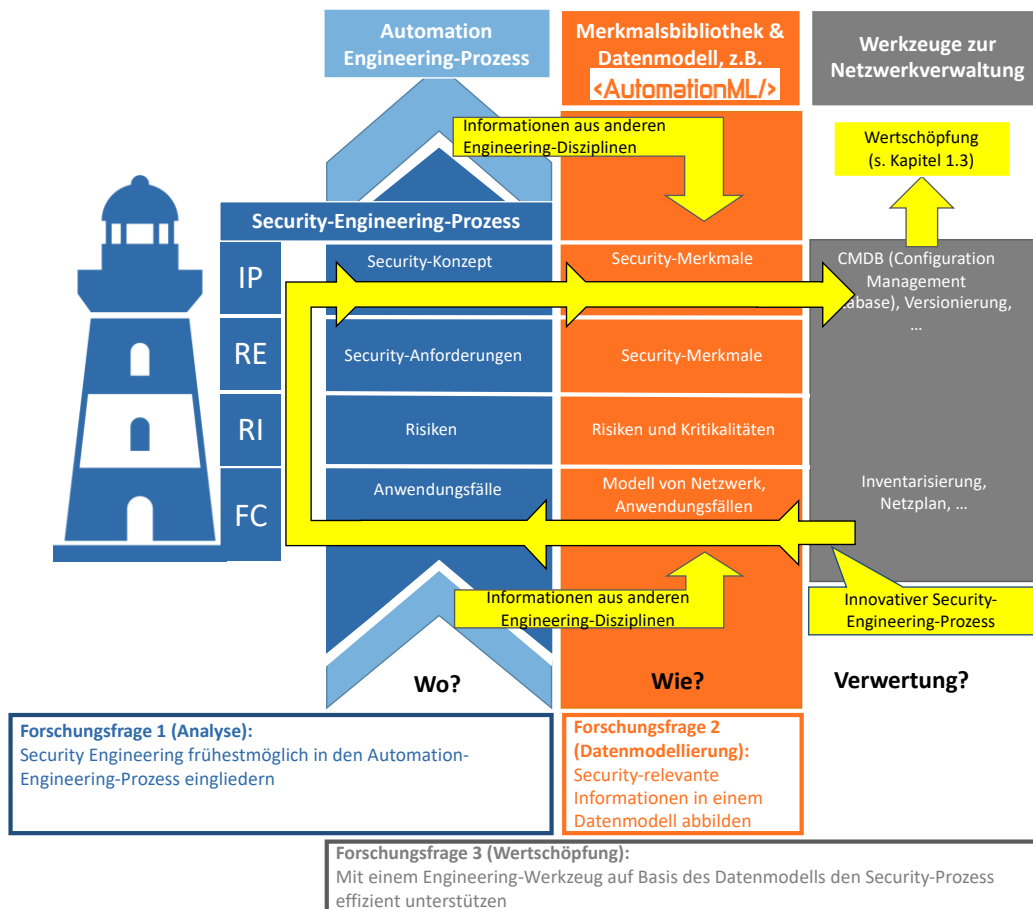 Automation
Engineering-Prozess
Merkmalsbibliothek &
Datenmodell, z.B.
<AutomationML/>
Werkzeuge zur
Netzwerkverwaltung
Informationen aus anderen
Engineering-Disziplinen
Wertschöpfung
(s. Kapitel 1.3)
Security-Engineering-Prozess
IP
Security-Konzept
Security-Merkmale
CMDB (Configuration
Management
abase), Versionierung,
…
RE
Security-Anforderungen
Security-Merkmale
RI
Risiken
Risiken und Kritikalitäten
FC
Anwendungsfälle
Modell von Netzwerk,
Anwendungsfällen
Inventarisierung,
Netzplan, …
Informationen aus anderen
Engineering-Disziplinen
Innovativer Security-
Engineering-Prozess
Wo?
Wie?
Verwertung?
Forschungsfrage 1 (Analyse):
Security Engineering frühestmöglich in den Automation-
Engineering-Prozess eingliedern
Forschungsfrage 2
(Datenmodellierung):
Security-relevante
Informationen in einem
Datenmodell abbilden
Forschungsfrage 3 (Wertschöpfung):
Mit einem Engineering-Werkzeug auf Basis des Datenmodells den Security-Prozess
effizient unterstützen